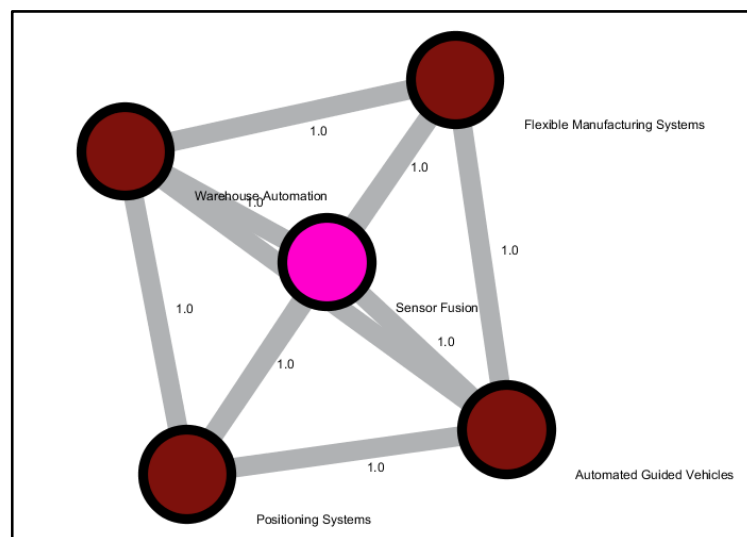 Flexible Manufacturing Systems
1.0
1.0
Warehouse Automation
1.0
1.0
1.0
Sensor Fusion
1.0
1.0
1.0
Automated Guided Vehicles
Positioning Systems